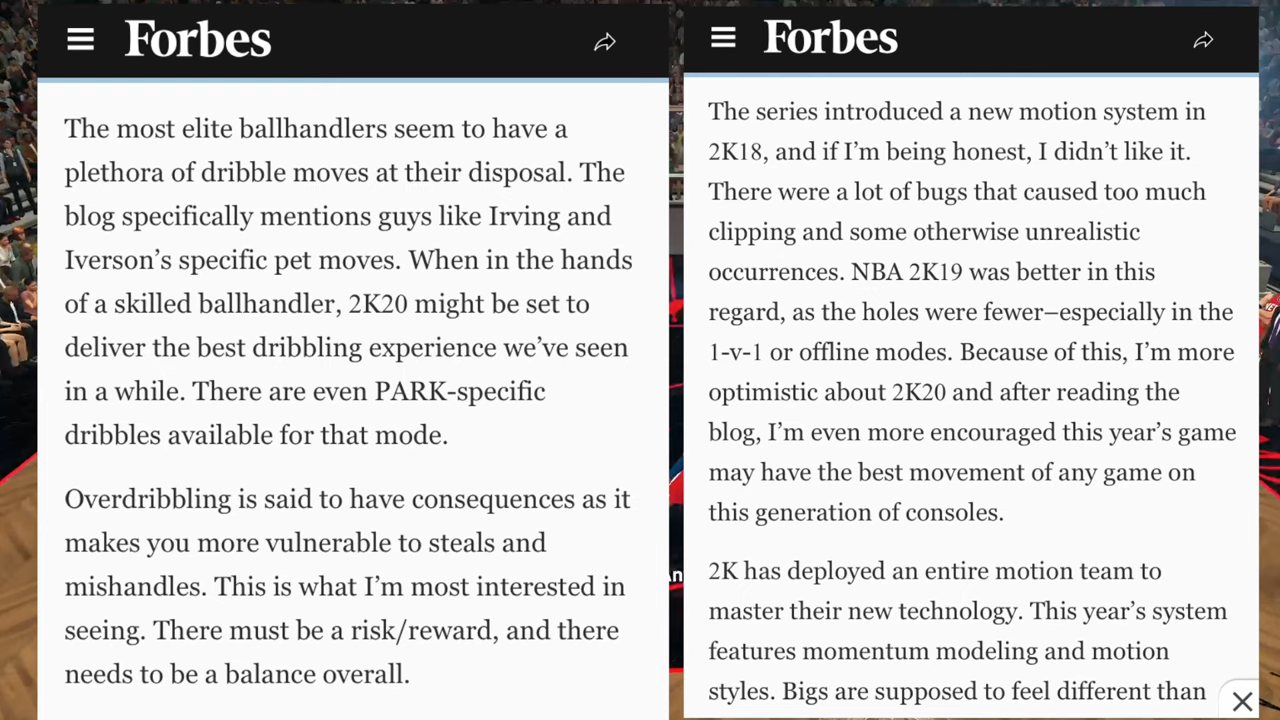 Forbes
The most elite ballhandlers seem to have a
plethora of dribble moves at their disposal. The
blog specifically mentions guys like Irving and
Iverson’s specific pet moves. When in the hands
of a skilled ballhandler, 2K20 might be set to
deliver the best dribbling experience we’ve seen
in a while. There are even PARK-specific
dribbles available for that mode.
Overdribbling is said to have consequences as it
makes you more vulnerable to steals and
mishandles. This is what I’m most interested in
seeing. There must be a risk/reward, and there
needs to be a balance overall.
Forbes
The series introduced a new motion system in
2K18, and if I’m being honest, I didn’t like it.
There were a lot of bugs that caused too much
clipping and some otherwise unrealistic
occurrences. NBA 2K19 was better in this
regard, as the holes were fewer–especially in the
1-v-1 or offline modes. Because of this, I’m more
optimistic about 2K20 and after reading the
blog, I’m even more encouraged this year’s game
may have the best movement of any game on
this generation of consoles.
2K has deployed an entire motion team to
master their new technology. This year’s system
features momentum modeling and motion
styles. Bigs are supposed to feel different than